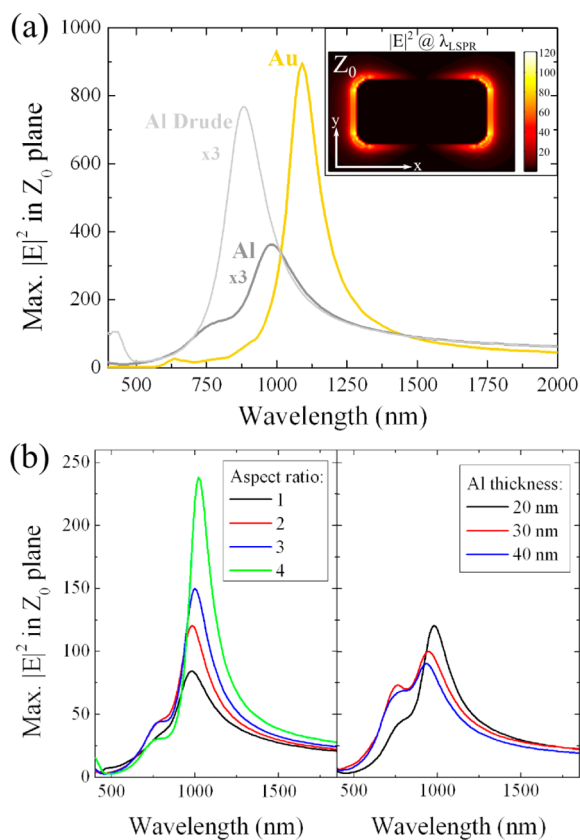 (a)
1000
800
600
400
200
0
Max. |E|² in Z₀ plane
Al Drude
x3
Au
Al
x3
|E|² @ λLSPR
Z₀
y
x
120
100
80
60
40
20
500 750 1000 1250 1500 1750 2000
Wavelength (nm)
(b)
250
200
150
100
50
0
Max. |E|² in Z₀ plane
Aspect ratio:
1
2
3
4
500 1000 1500
Wavelength (nm)
Al thickness:
20 nm
30 nm
40 nm
500 1000 1500
Wavelength (nm)